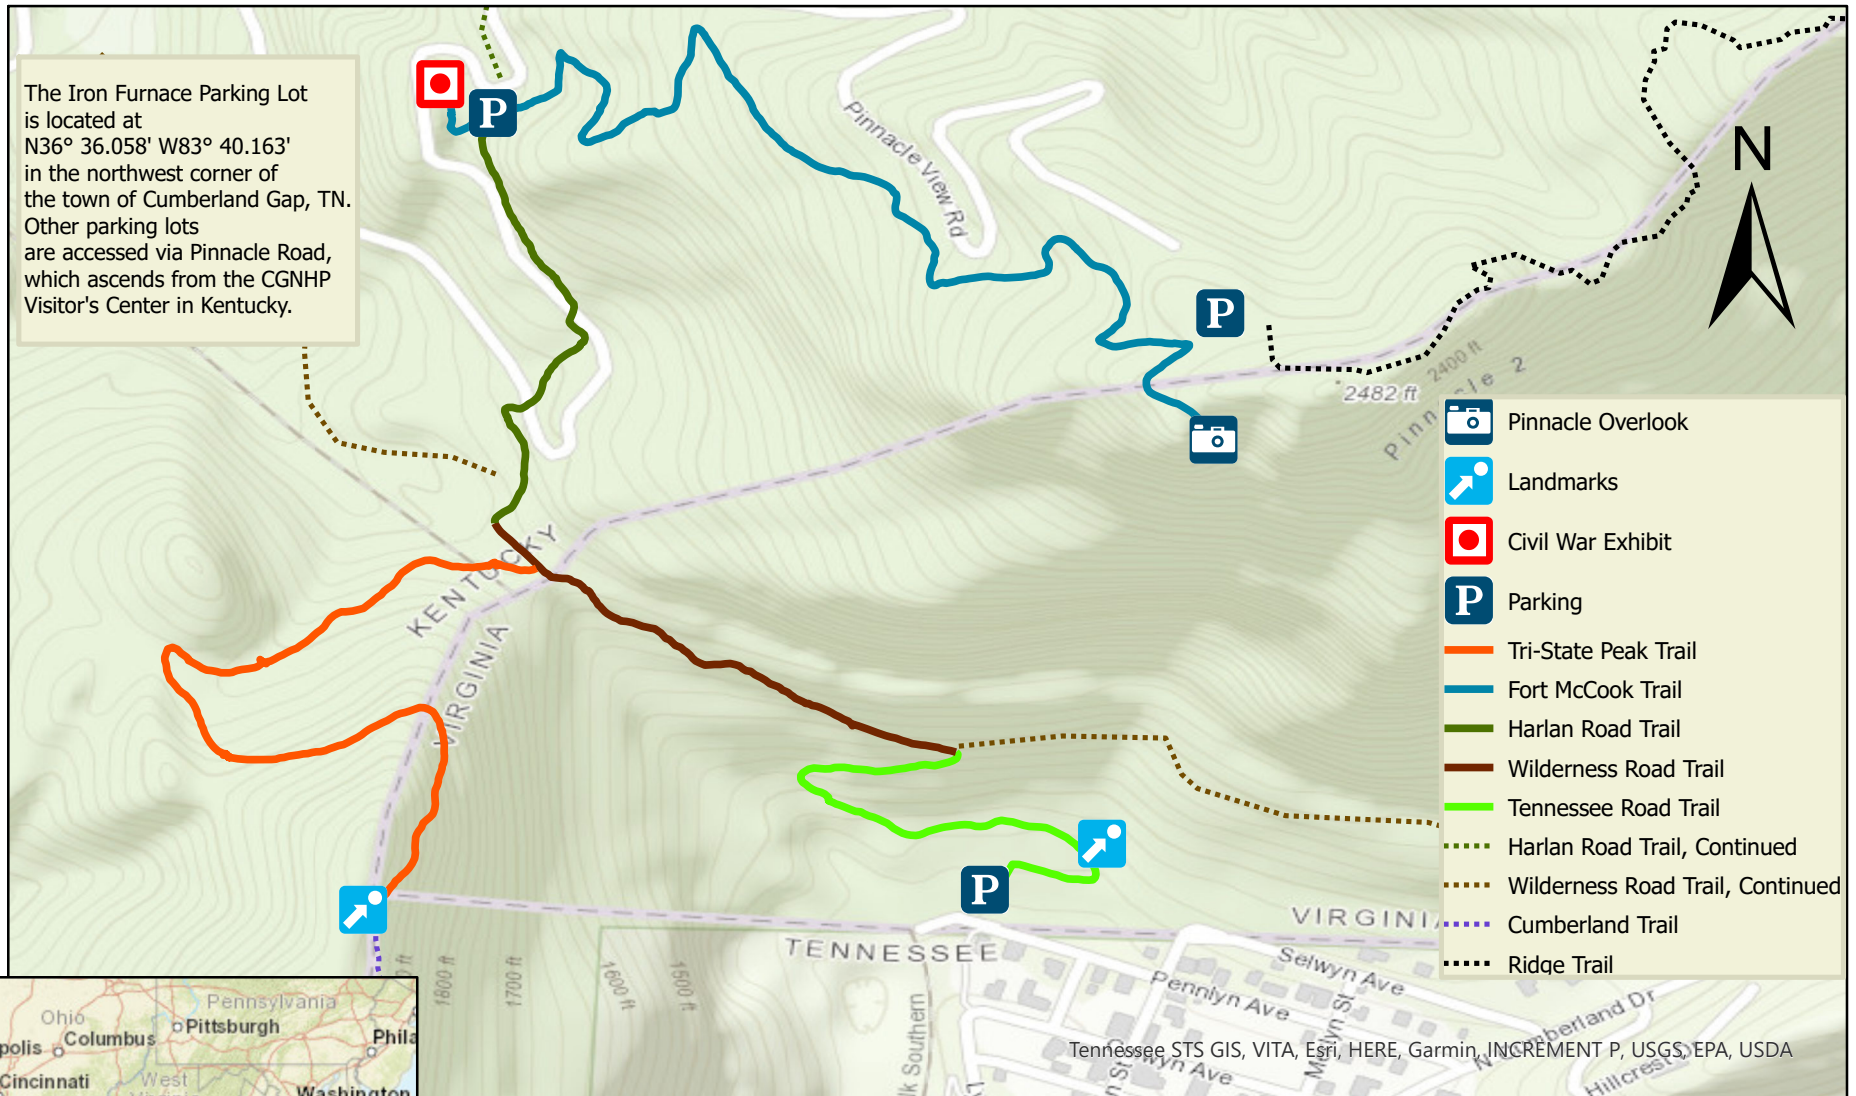 The Iron Furnace Parking Lot
is located at
N36° 36.058' W83° 40.163'
in the northwest corner of
the town of Cumberland Gap, TN.
Other parking lots
are accessed via Pinnacle Road,
which ascends from the CGNHP
Visitor's Center in Kentucky.
P
Pinnacle View Rd
N
P
2400 ft
2482 ft
Pinnacle 2
Pinnacle Overlook
Landmarks
Civil War Exhibit
P Parking
Tri-State Peak Trail
Fort McCook Trail
Harlan Road Trail
Wilderness Road Trail
Tennessee Road Trail
Harlan Road Trail, Continued
Wilderness Road Trail, Continued
Cumberland Trail
Ridge Trail
KENTUCKY
VIRGINIA
P
VIRGINIA
TENNESSEE
1800 ft
1700 ft
1600 ft
1500 ft
Selwyn Ave
Pennlyn Ave
N Cumberland Dr
Southern
Tennessee STS GIS, VITA, Esri, HERE, Garmin, INCREMENT P, USGS, EPA, USDA
Pennsylvania
Ohio
Pittsburgh
Columbus
Phila
polis
Cincinnati
West
Virginia
Washington